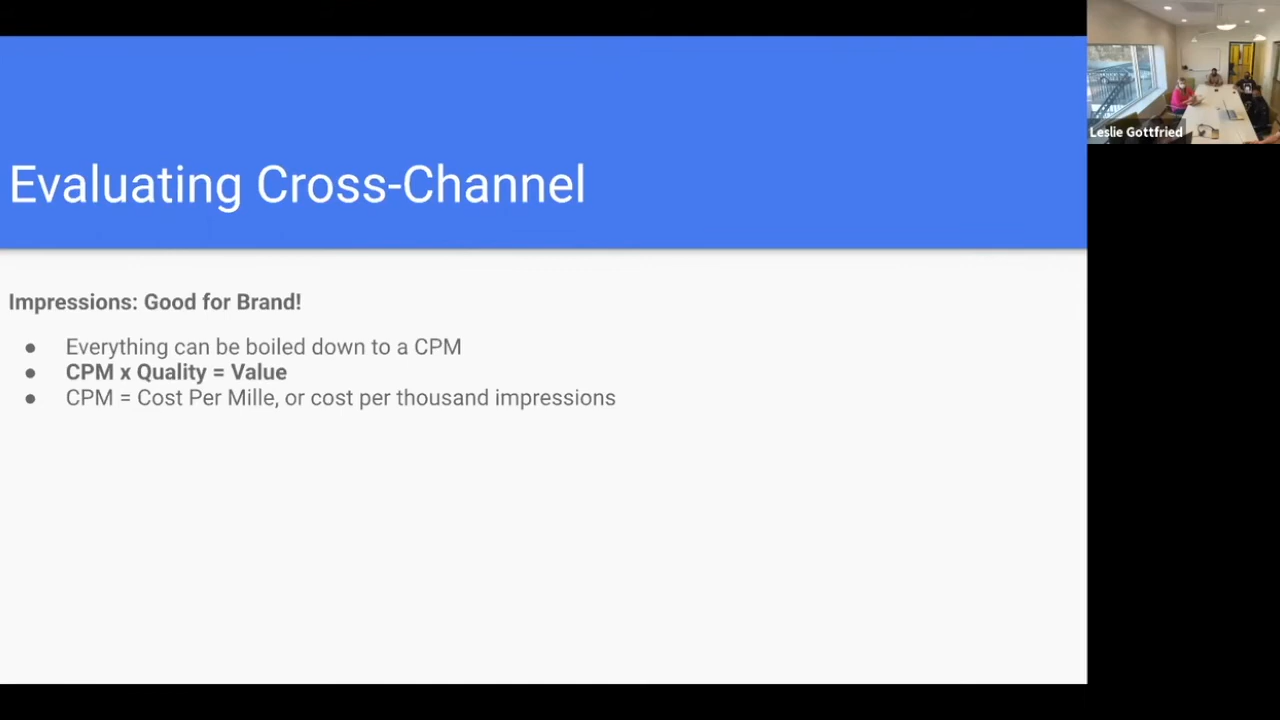 Evaluating Cross-Channel
Impressions: Good for Brand!
● Everything can be boiled down to a CPM
● CPM x Quality = Value
● CPM = Cost Per Mille, or cost per thousand impressions
Leslie Gottfried